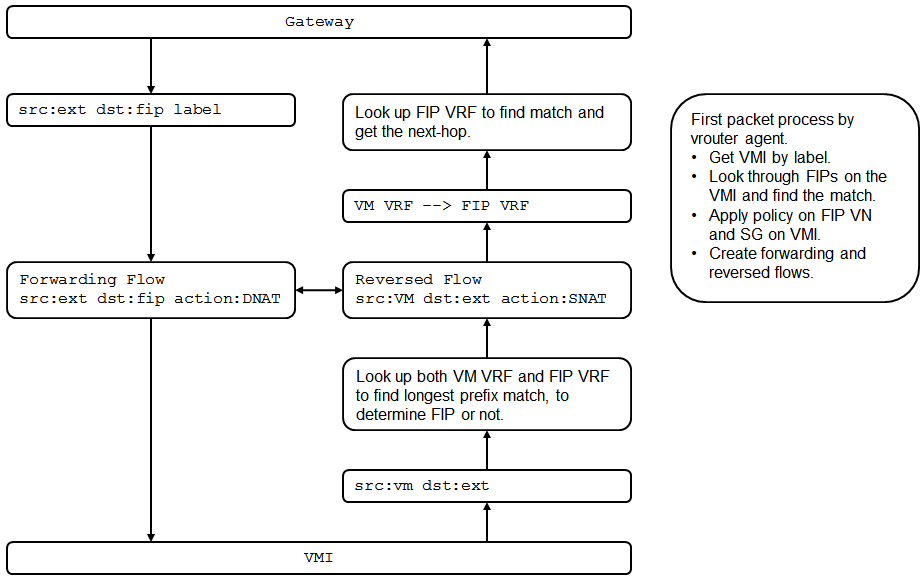 Gateway
src:ext dst:fip label
Look up FIP VRF to find match and
get the next-hop.
First packet process by
vrouter agent.
• Get VMI by label.
• Look through FIPs on the
VMI and find the match.
• Apply policy on FIP VN
and SG on VMI.
• Create forwarding and
reversed flows.
VM VRF --> FIP VRF
Forwarding Flow
src:ext dst:fip action:DNAT
Reversed Flow
src:VM dst:ext action:SNAT
Look up both VM VRF and FIP VRF
to find longest prefix match, to
determine FIP or not.
src:vm dst:ext
VMI